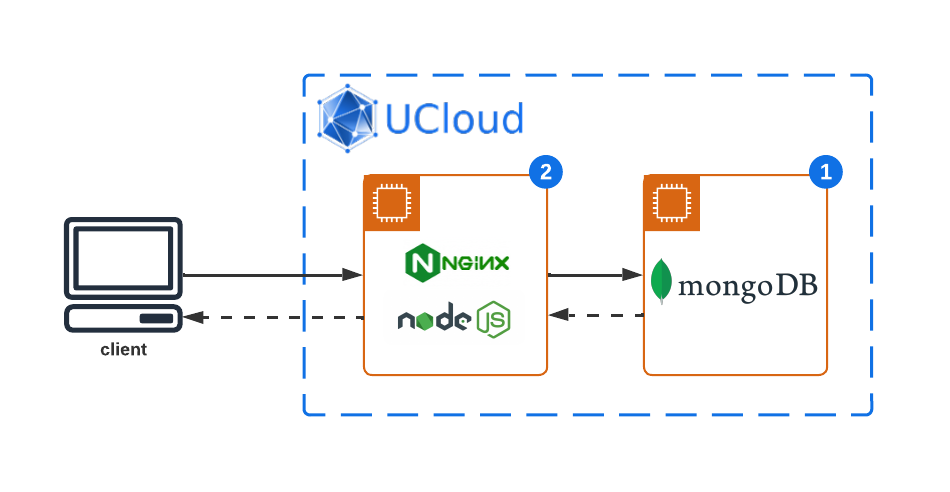 UCloud
2
1
NGiNX
mongoDB
node
JS
client